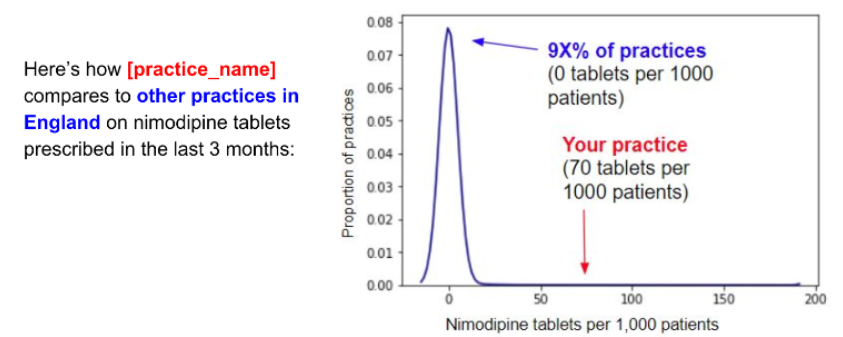 Here's how [practice_name]
compares to other practices in
England on nimodipine tablets
prescribed in the last 3 months:
0.08
0.07
0.06
0.05
0.04
0.03
0.02
0.01
0.00
Proportion of practices
9X% of practices
(0 tablets per 1000
patients)
Your practice
(70 tablets per
1000 patients)
0
50
100
150
200
Nimodipine tablets per 1,000 patients